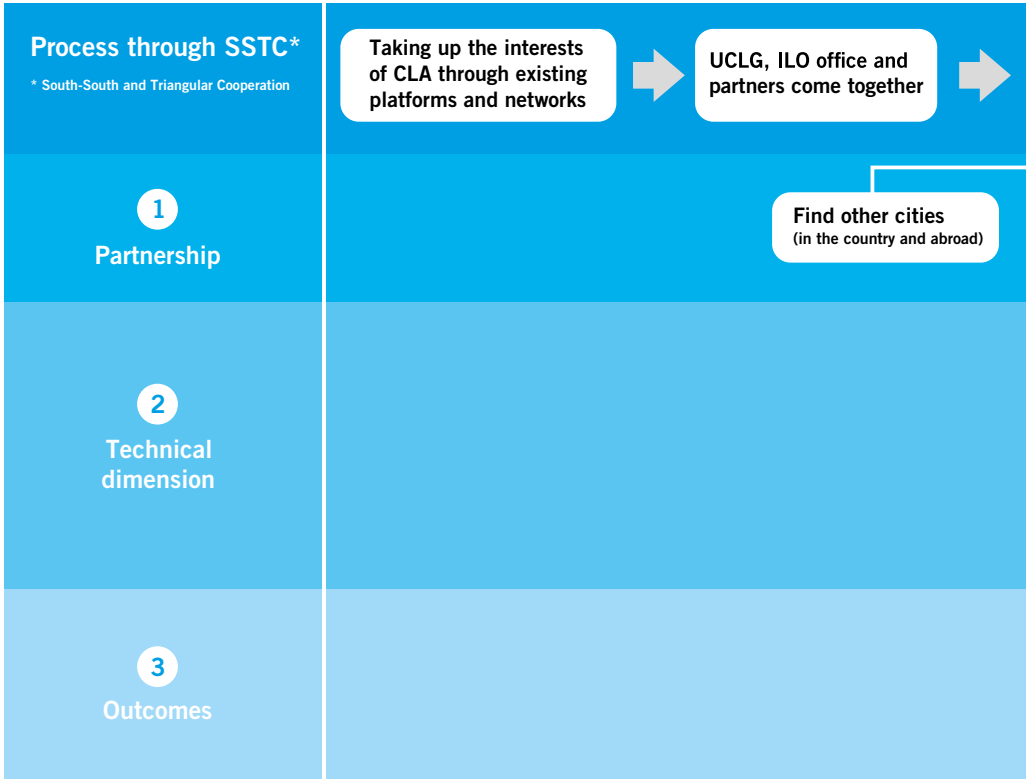 Process through SSTC*
* South-South and Triangular Cooperation
Taking up the interests
of CLA through existing
platforms and networks
UCLG, ILO office and
partners come together
1
Partnership
Find other cities
(in the country and abroad)
2
Technical
dimension
3
Outcomes